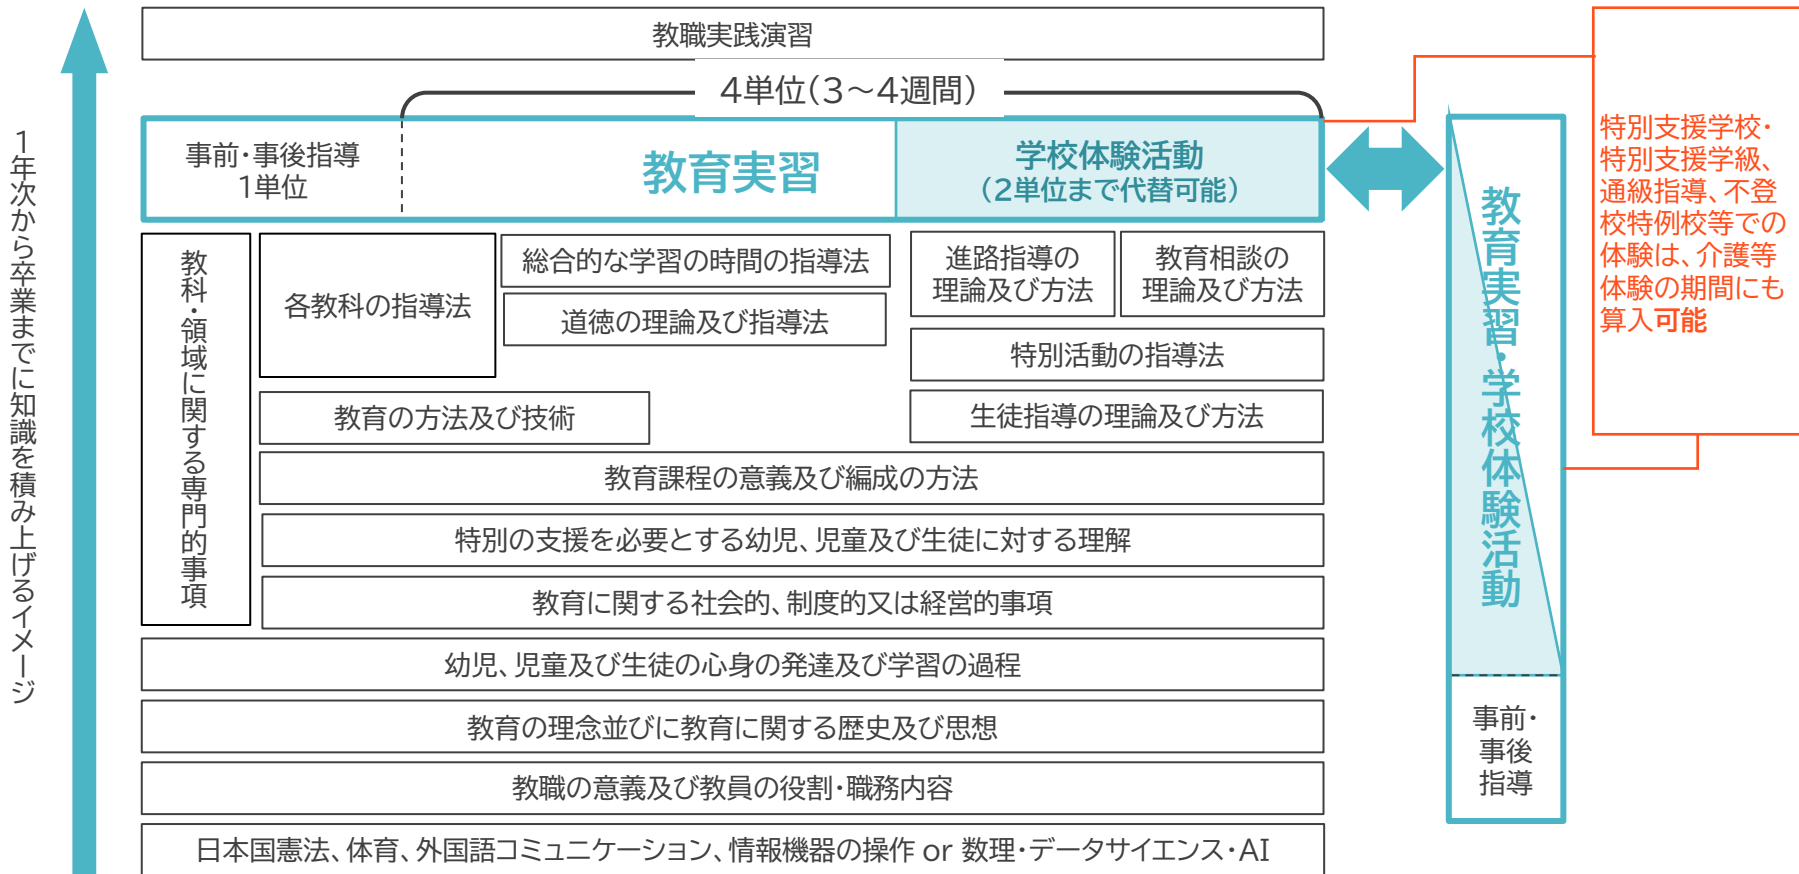 教職実践演習
4単位(3～4週間)
事前・事後指導
1単位
教育実習
学校体験活動
(2単位まで代替可能)
教科・領域に関する専門的事項
各教科の指導法
総合的な学習の時間の指導法
道徳の理論及び指導法
進路指導の
理論及び方法
教育相談の
理論及び方法
特別活動の指導法
教育の方法及び技術
生徒指導の理論及び方法
教育課程の意義及び編成の方法
特別の支援を必要とする幼児、児童及び生徒に対する理解
教育に関する社会的、制度的又は経営的事項
幼児、児童及び生徒の心身の発達及び学習の過程
教育の理念並びに教育に関する歴史及び思想
教職の意義及び教員の役割・職務内容
日本国憲法、体育、外国語コミュニケーション、情報機器の操作 or 数理・データサイエンス・AI
1年次から卒業までに知識を積み上げるイメージ
教育実習・学校体験活動
事前・
事後
指導
特別支援学校・
特別支援学級、
通級指導、不登
校特例校等での
体験は、介護等
体験の期間にも
算入可能